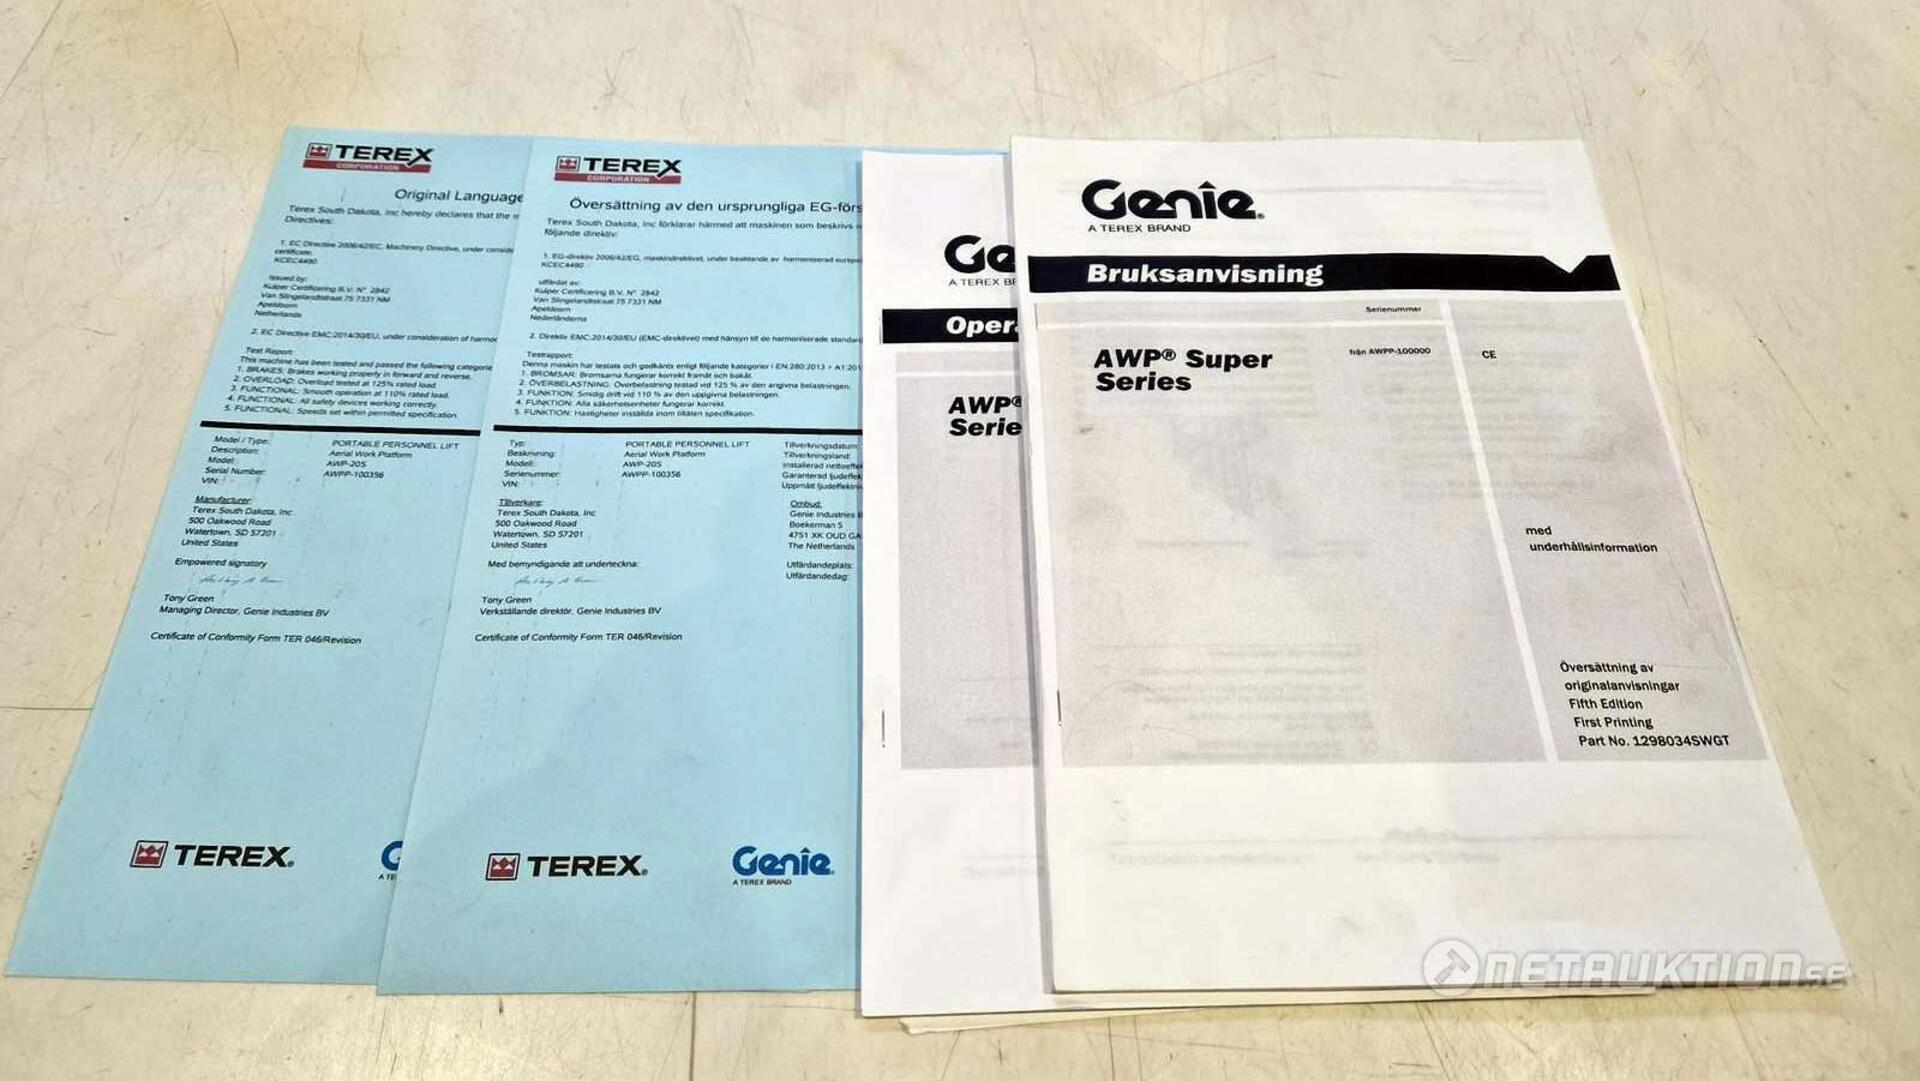 TEREX
CORPORATION
Original Language
Terex South Dakota, Inc hereby declares that the
Directives:
1. EC Directive 2006/42/EC, Machinery Directive, under
certificate.
KCEC4490
Issued by:
Kuiper Certificering B.V. N° 2842
Van Slingelandstraat 75 7331 NM
Apeldoorn
Netherlands
2. EC Directive EMC:2014/30/EU, under consideration of
Test Report:
This machine has been tested and passed the following
1. BRAKES: Brakes working properly in forward and reverse.
2. OVERLOAD: Overload tested at 125% rated load.
3. FUNCTIONAL: Smooth operation at 110% rated load.
4. FUNCTIONAL: All safety devices working correctly.
5. FUNCTIONAL: Speeds set within permitted specification.
Model / Type: PORTABLE PERSONNEL LIFT
Description: Aerial Work Platform
Model: AWP-20S
Serial Number: AWPP-100356
VIN:
Manufacturer:
Terex South Dakota, Inc
500 Oakwood Road
Watertown, SD 57201
United States
Empowered signatory
Tony Green
Managing Director, Genie Industries BV
Certificate of Conformity Form TER 046/Revision
TEREX®
TEREX
CORPORATION
Översättning av den ursprungliga EG-förs
Terex South Dakota, Inc förklarar härmed att maskinen som beskrivs
följande direktiv:
1. EG-direktiv 2006/42/EG, maskindirektivet, under beaktande av harmoniserad
KCEC4490
utfärdat av:
Kuiper Certificering B.V. N° 2842
Van Slingelandstraat 75 7331 NM
Apeldoorn
Nederländerna
2. Direktiv EMC:2014/30/EU (EMC-direktivet) med hänsyn till de harmoniserade
Testrapport:
Denna maskin har testats och godkänts enligt följande kategorier i EN 280:2013 + A1:201
1. BROMSAR: Bromsarna fungerar korrekt framåt och bakåt.
2. ÖVERBELASTNING: Överbelastning testad vid 125 % av den angivna belastningen.
3. FUNKTION: Smidig drift vid 110 % av den uppgivna belastningen.
4. FUNKTION: Alla säkerhetsenheter fungerar korrekt.
5. FUNKTION: Hastigheter inställda inom tillåten specifikation.
Typ: PORTABLE PERSONNEL LIFT
Beskrivning: Aerial Work Platform
Modell: AWP-20S
Serienummer: AWPP-100356
VIN:
Tillverkningsdatum:
Tillverkningsland:
Installerad nettoeffek
Garanterad ljudeffek
Uppmätt ljudeffektniv
Tillverkare:
Terex South Dakota, Inc
500 Oakwood Road
Watertown, SD 57201
United States
Ombud:
Genie Industries B
Boekerman 5
4751 XK OUD GA
The Netherlands
Med bemyndigande att underteckna:
Utfärdandeplats:
Utfärdandedag:
Tony Green
Verkställande direktör, Genie Industries BV
Certificate of Conformity Form TER 046/Revision
TEREX®
Genie®
A TEREX BRAND
Ge
A TEREX BR
Oper
AWP®
Serie
Genie®
A TEREX BRAND
Bruksanvisning
Serienummer
AWP® Super
Series
från AWPP-100000
CE
med
underhållsinformation
Översättning av
originalanvisningar
Fifth Edition
First Printing
Part No. 1298034SWGT
NETAUKTION.SE